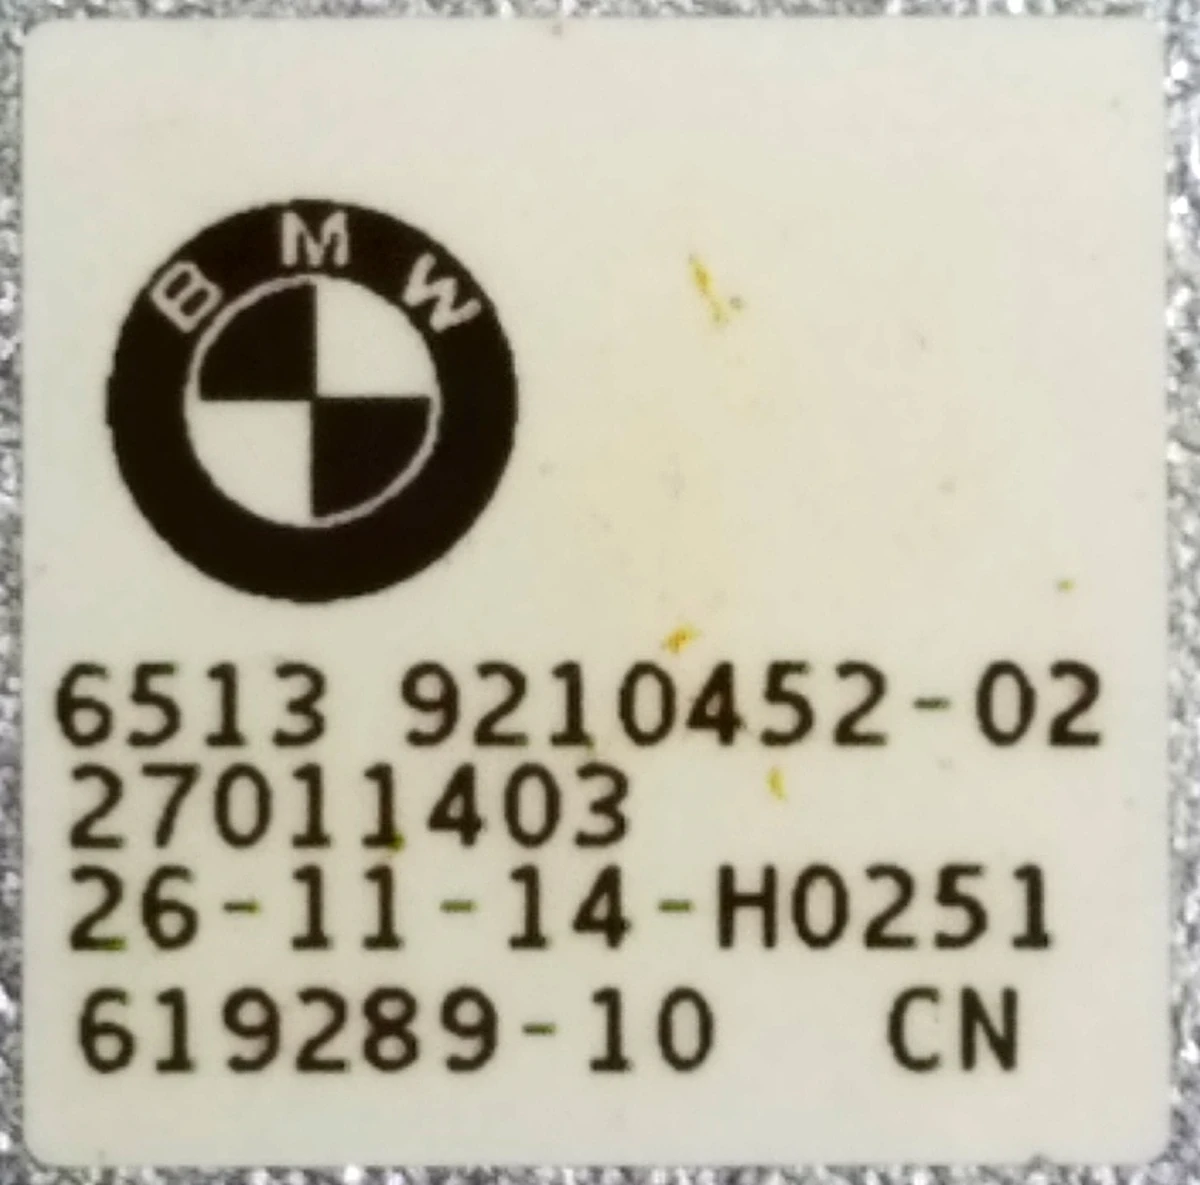 BMW
6513 9210452-02
27011403
26-11-14-H0251
619289-10 CN